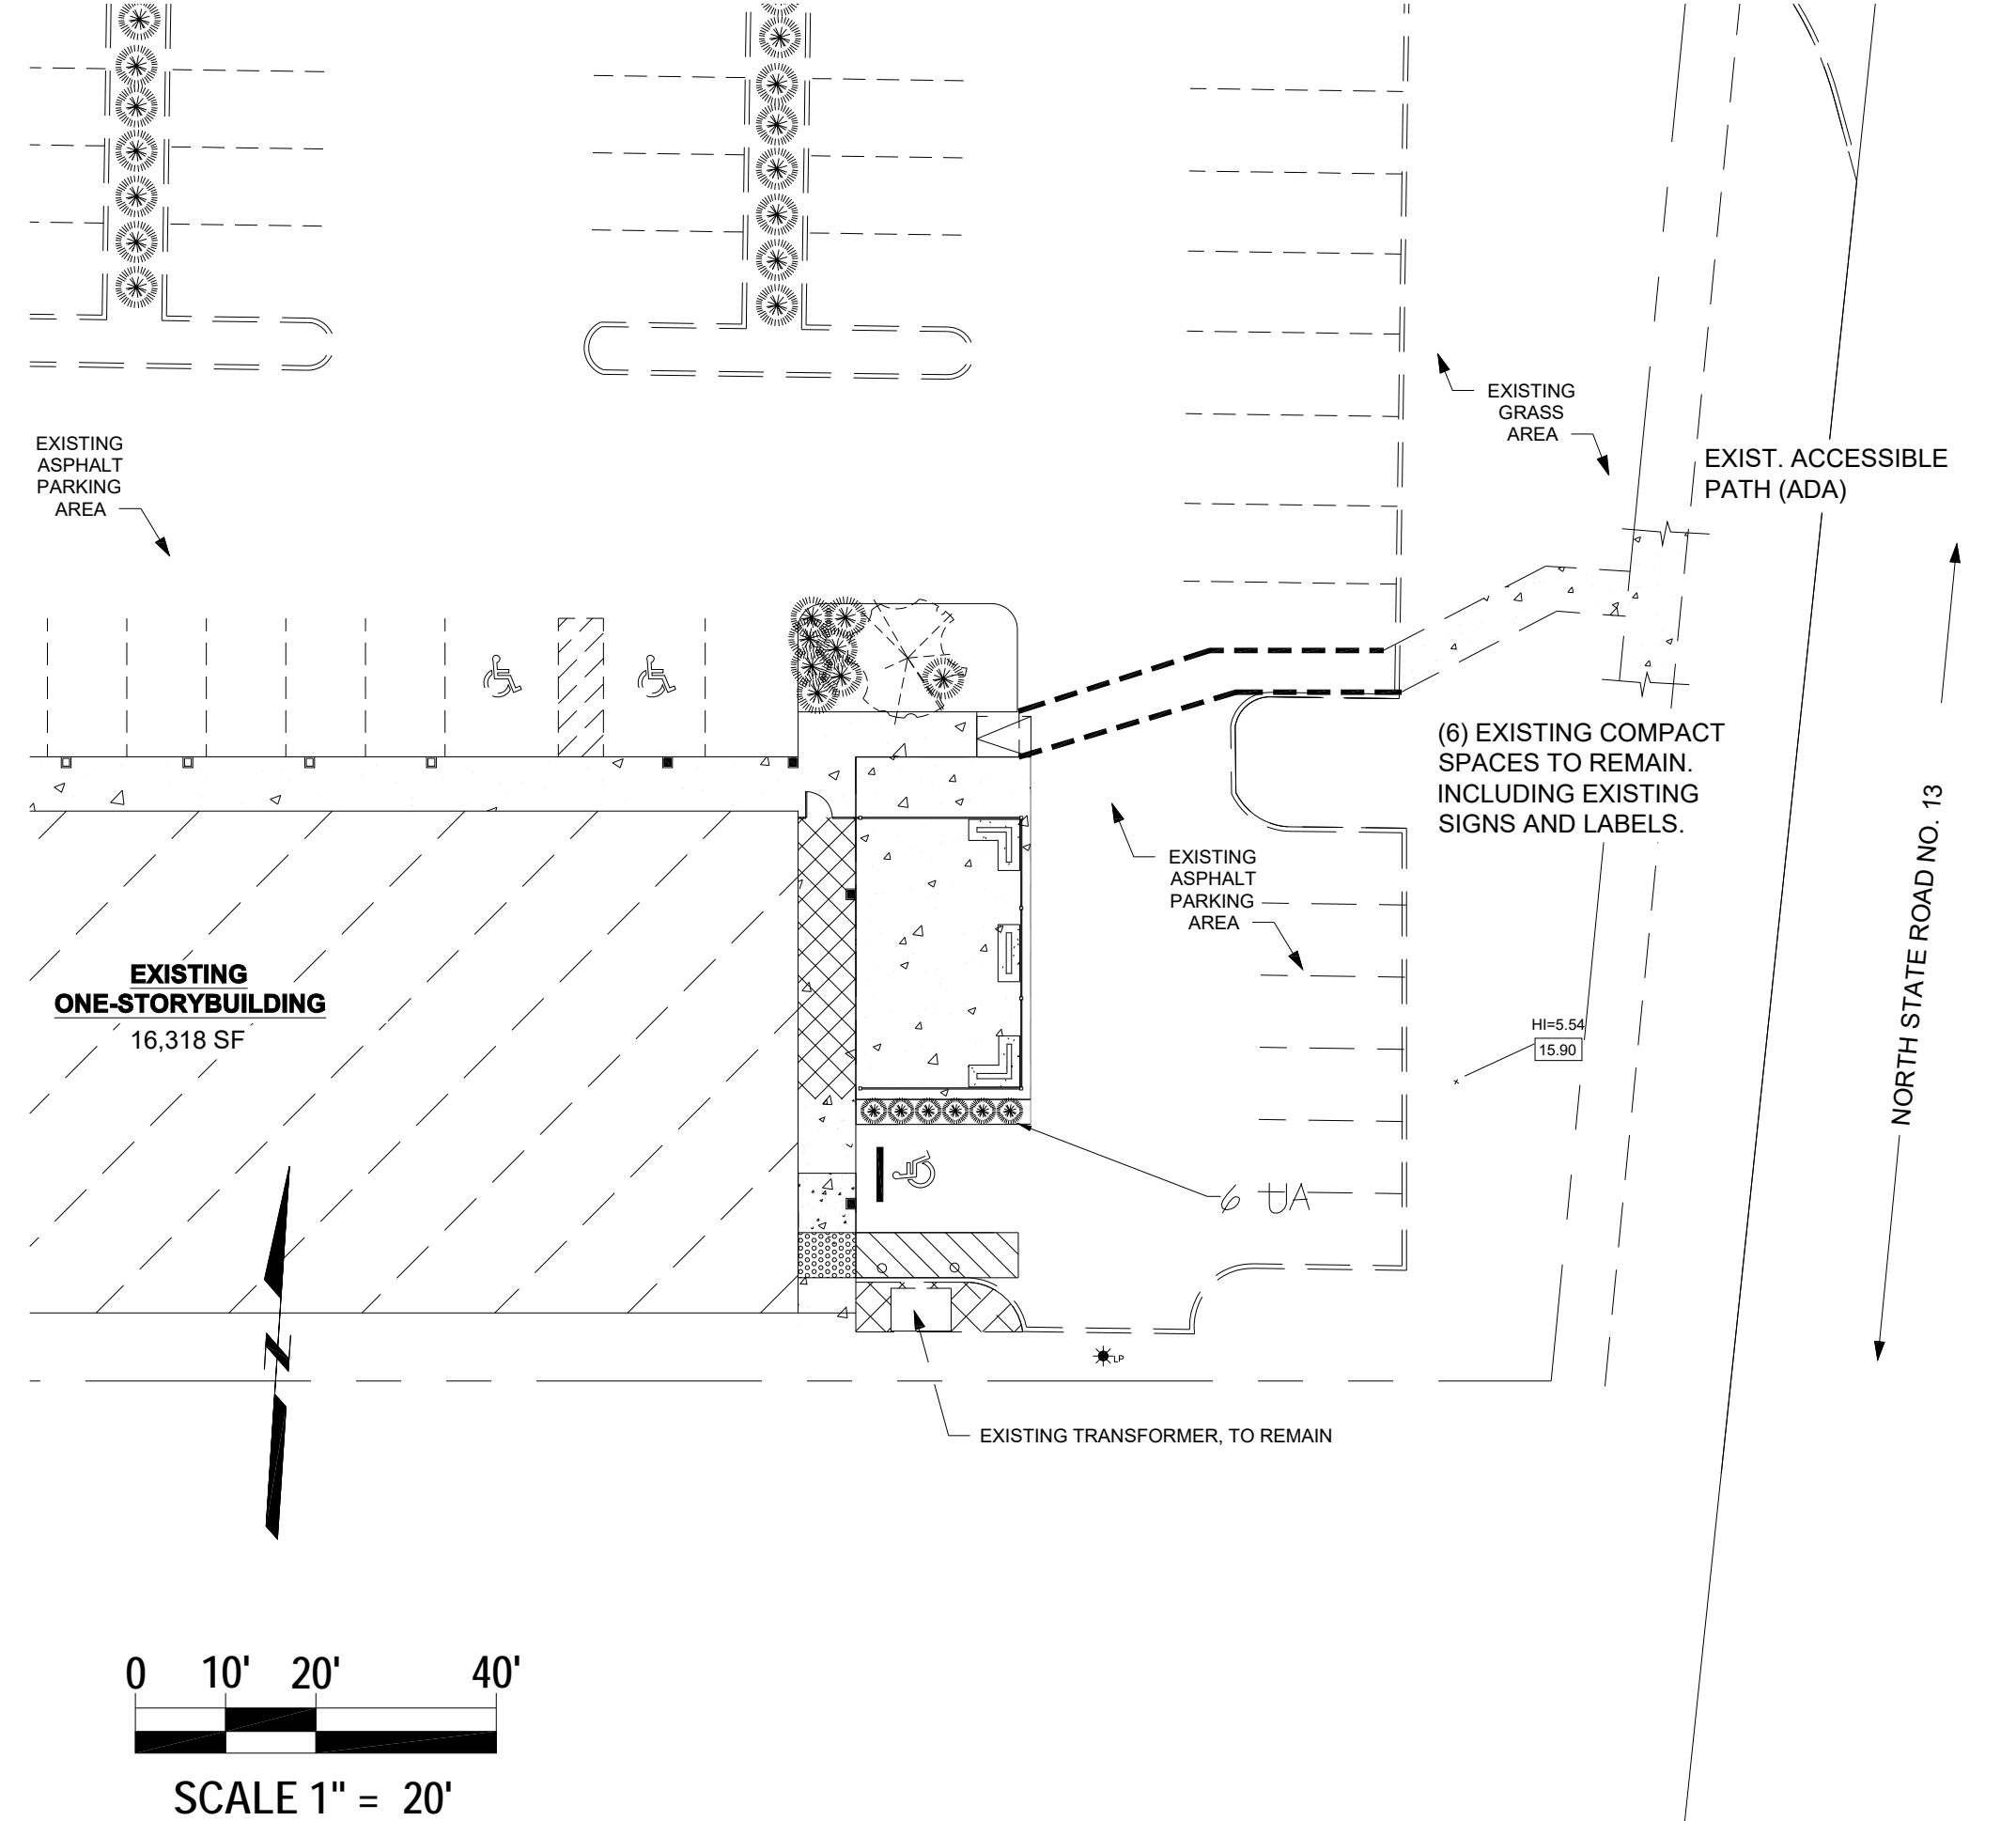 EXISTING
GRASS
AREA
EXISTING
ASPHALT
PARKING
AREA
EXIST. ACCESSIBLE
PATH (ADA)
(6) EXISTING COMPACT
SPACES TO REMAIN.
INCLUDING EXISTING
SIGNS AND LABELS.
NORTH STATE ROAD NO. 13
EXISTING
ASPHALT
PARKING
AREA
EXISTING
ONE-STORYBUILDING
16,318 SF
HI=5.54
15.90
6 UA
N
LP
EXISTING TRANSFORMER, TO REMAIN
0 10' 20' 40'
SCALE 1" = 20'